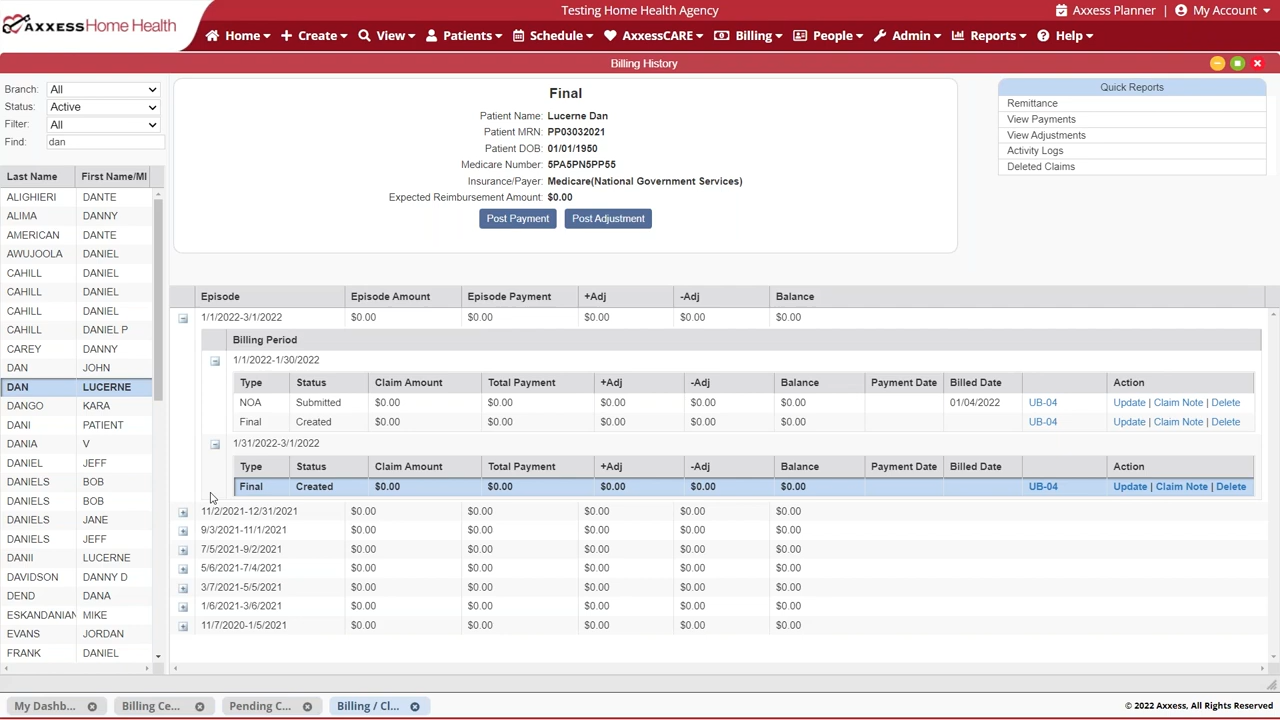 AXXESS Home Health
Testing Home Health Agency
Axxess Planner | My Account
Home Create View Patients Schedule AxxessCARE Billing People Admin Reports Help
Billing History
Branch: All
Status: Active
Filter: All
Find: dan
Last Name First Name/MI
ALIGHIERI DANTE
ALIMA DANNY
AMERICAN DANTE
AWUJOOLA DANIEL
CAHILL DANIEL
CAHILL DANIEL
CAHILL DANIEL
CAHILL DANIEL P
CAREY DANNY
DAN JOHN
DAN LUCERNE
DANGO KARA
DANI PATIENT
DANIA V
DANIEL JEFF
DANIELS BOB
DANIELS BOB
DANIELS JANE
DANIELS JEFF
DANII LUCERNE
DAVIDSON DANNY D
DEND DANA
ESKANDANIAN MIKE
EVANS JORDAN
FRANK DANIEL
Final
Patient Name: Lucerne Dan
Patient MRN: PP03032021
Patient DOB: 01/01/1950
Medicare Number: 5PA5PN5PP55
Insurance/Payer: Medicare(National Government Services)
Expected Reimbursement Amount: $0.00
Post Payment Post Adjustment
Quick Reports
Remittance
View Payments
View Adjustments
Activity Logs
Deleted Claims
Episode Episode Amount Episode Payment +Adj -Adj Balance
1/1/2022-3/1/2022 $0.00 $0.00 $0.00 $0.00 $0.00
Billing Period
1/1/2022-1/30/2022
Type Status Claim Amount Total Payment +Adj -Adj Balance Payment Date Billed Date Action
NOA Submitted $0.00 $0.00 $0.00 $0.00 $0.00 01/04/2022 UB-04 Update | Claim Note | Delete
Final Created $0.00 $0.00 $0.00 $0.00 $0.00 UB-04 Update | Claim Note | Delete
1/31/2022-3/1/2022
Type Status Claim Amount Total Payment +Adj -Adj Balance Payment Date Billed Date Action
Final Created $0.00 $0.00 $0.00 $0.00 $0.00 UB-04 Update | Claim Note | Delete
11/2/2021-12/31/2021 $0.00 $0.00 $0.00 $0.00 $0.00
9/3/2021-11/1/2021 $0.00 $0.00 $0.00 $0.00 $0.00
7/5/2021-9/2/2021 $0.00 $0.00 $0.00 $0.00 $0.00
5/6/2021-7/4/2021 $0.00 $0.00 $0.00 $0.00 $0.00
3/7/2021-5/5/2021 $0.00 $0.00 $0.00 $0.00 $0.00
1/6/2021-3/6/2021 $0.00 $0.00 $0.00 $0.00 $0.00
11/7/2020-1/5/2021 $0.00 $0.00 $0.00 $0.00 $0.00
My Dashb... Billing Ce... Pending C... Billing / Cl...
© 2022 Axxess, All Rights Reserved